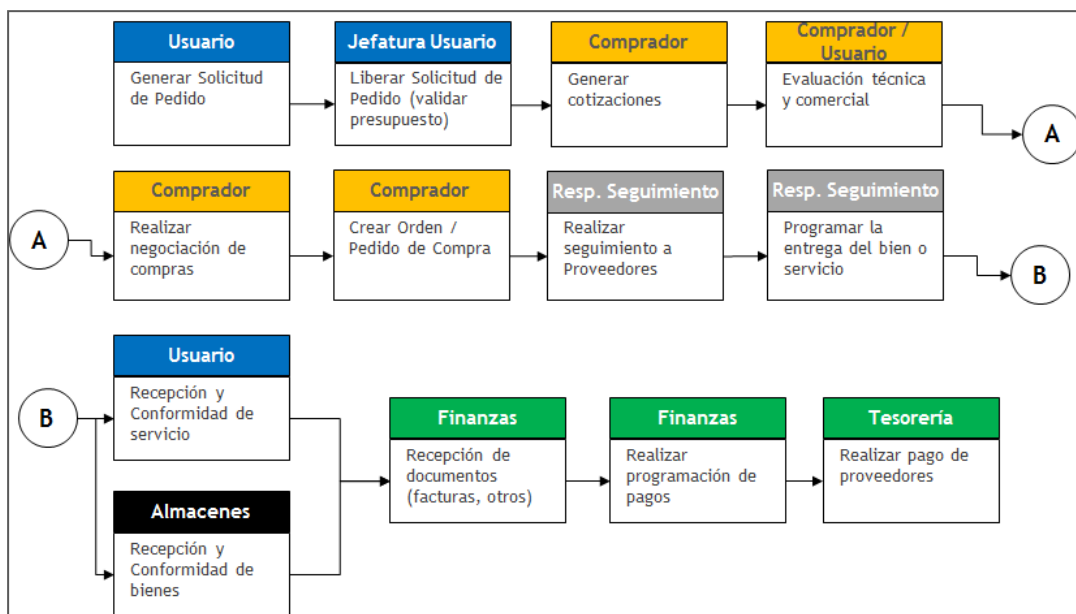 Usuario
Generar Solicitud
de Pedido
Jefatura Usuario
Liberar Solicitud de
Pedido (validar
presupuesto)
Comprador
Generar
cotizaciones
Comprador /
Usuario
Evaluación técnica
y comercial
A
A
Comprador
Realizar
negociación de
compras
Comprador
Crear Orden /
Pedido de Compra
Resp. Seguimiento
Realizar
seguimiento a
Proveedores
Resp. Seguimiento
Programar la
entrega del bien o
servicio
B
B
Usuario
Recepción y
Conformidad de
servicio
Almacenes
Recepción y
Conformidad de
bienes
Finanzas
Recepción de
documentos
(facturas, otros)
Finanzas
Realizar
programación de
pagos
Tesorería
Realizar pago de
proveedores